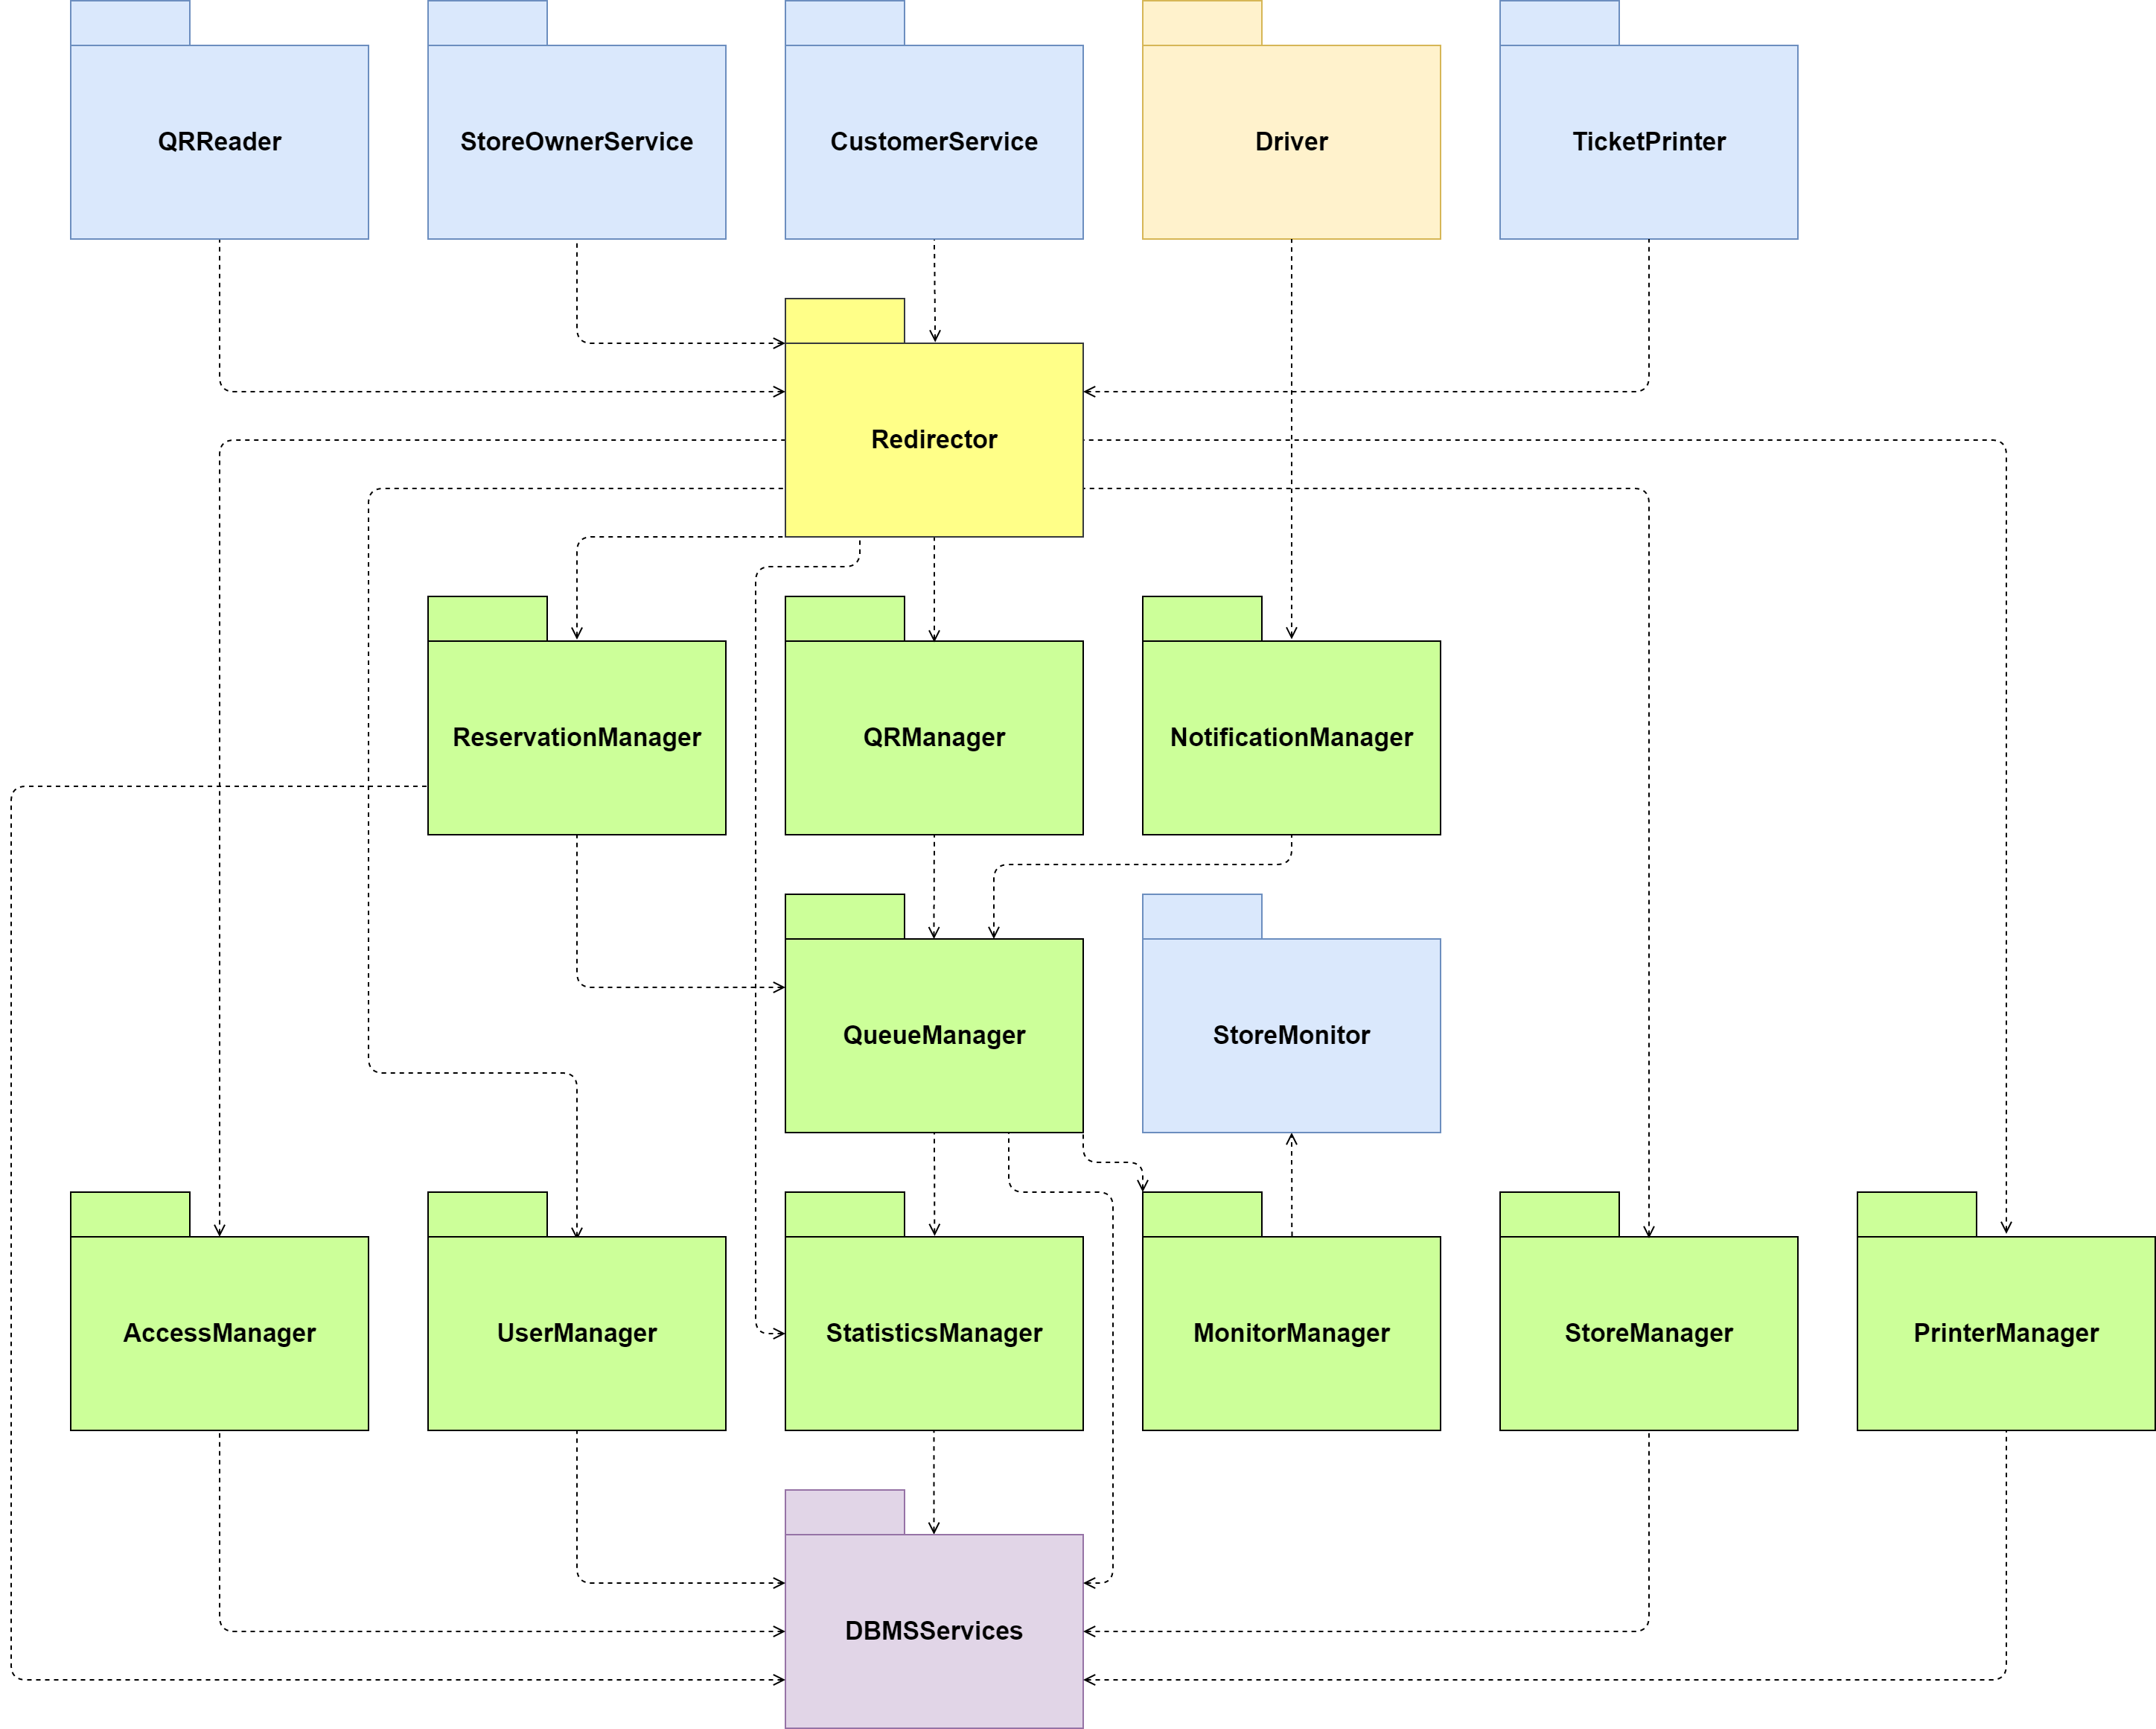 QRReader
StoreOwnerService
CustomerService
Driver
TicketPrinter
Redirector
ReservationManager
QRManager
NotificationManager
QueueManager
StoreMonitor
AccessManager
UserManager
StatisticsManager
MonitorManager
StoreManager
PrinterManager
DBMSServices